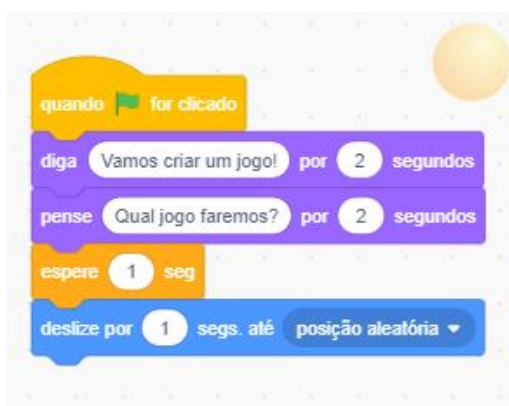 quando for clicado
diga Vamos criar um jogo! por 2 segundos
pense Qual jogo faremos? por 2 segundos
espere 1 seg
deslize por 1 segs. até posição aleatória